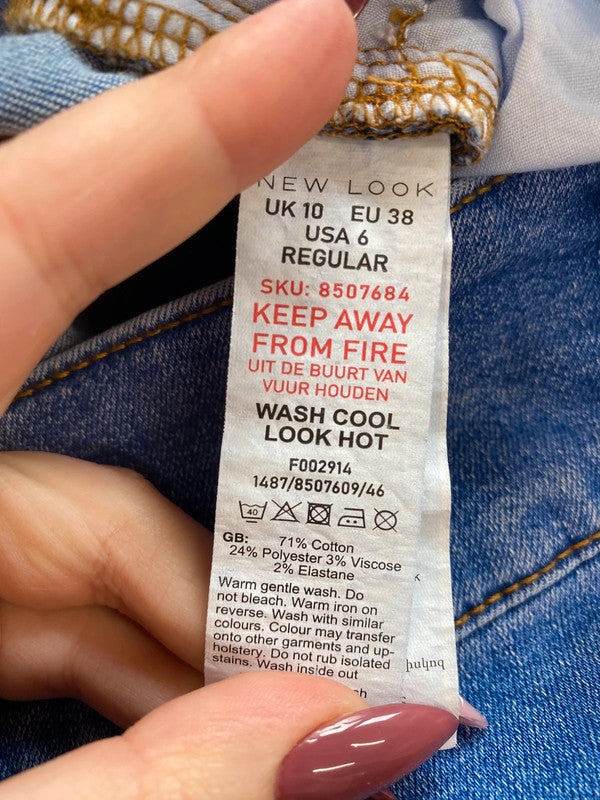 NEW LOOK
UK 10 EU 38
USA 6
REGULAR
SKU: 8507684
KEEP AWAY
FROM FIRE
UIT DE BUURT VAN
VUUR HOUDEN
WASH COOL
LOOK HOT
F002914
1487/8507609/46
40
GB: 71% Cotton
24% Polyester 3% Viscose
2% Elastane
Warm gentle wash. Do
not bleach. Warm iron on
reverse. Wash with similar
colours. Colour may transfer
onto other garments and up-
holstery. Do not rub isolated
stains. Wash inside out